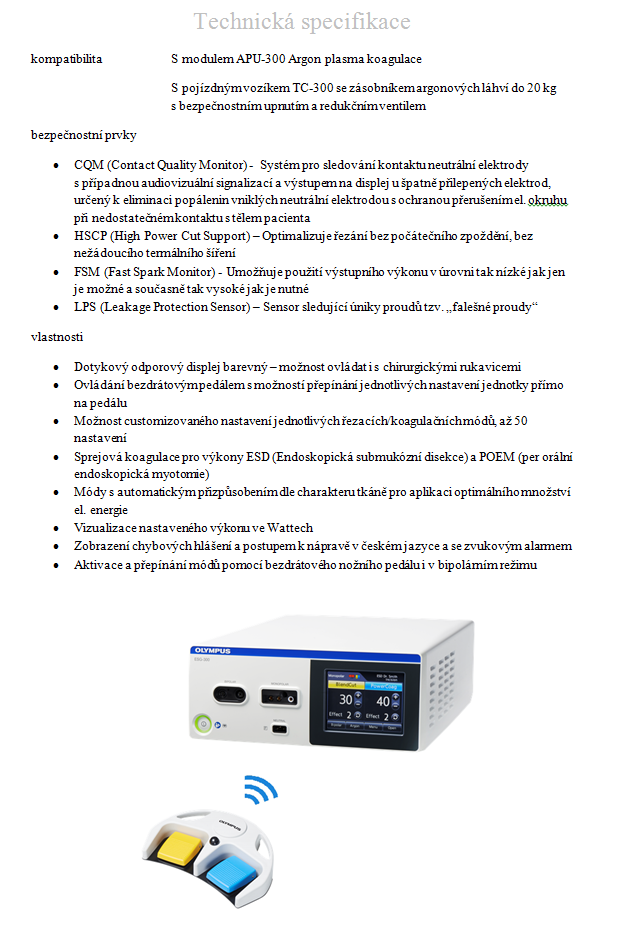 Technická specifikace
kompatibilita S modulem APU-300 Argon plasma koagulace
S pojízdným vozíkem TC-300 se zásobníkem argonových láhví do 20 kg
s bezpečnostním upnutím a redukčním ventilem
bezpečnostní prvky
• CQM (Contact Quality Monitor) - Systém pro sledování kontaktu neutrální elektrody
s případnou audiovizuální signalizací a výstupem na displej u špatně přilepených elektrod,
určený k eliminaci popálenin vniklých neutrální elektrodou s ochranou přerušením el. okruhu
při nedostatečném kontaktu s tělem pacienta
• HSCP (High Power Cut Support) – Optimalizuje řezání bez počátečního zpoždění, bez
nežádoucího termálního šíření
• FSM (Fast Spark Monitor) - Umožňuje použití výstupního výkonu v úrovni tak nízké jak jen
je možné a současně tak vysoké jak je nutné
• LPS (Leakage Protection Sensor) – Sensor sledující úniky proudů tzv. „falešné proudy“
vlastnosti
• Dotykový odporový displej barevný – možnost ovládat i s chirurgickými rukavicemi
• Ovládání bezdrátovým pedálem s možností přepínání jednotlivých nastavení jednotky přímo
na pedálu
• Možnost customizovaného nastavení jednotlivých řezacích/koagulačních módů, až 50
nastavení
• Sprejová koagulace pro výkony ESD (Endoskopická submukózní disekce) a POEM (per orální
endoskopická myotomie)
• Módy s automatickým přizpůsobením dle charakteru tkáně pro aplikaci optimálního množství
el. energie
• Vizualizace nastaveného výkonu ve Wattech
• Zobrazení chybových hlášení a postupem k nápravě v českém jazyce a se zvukovým alarmem
• Aktivace a přepínání módů pomocí bezdrátového nožního pedálu i v bipolárním režimu
OLYMPUS
BlendCut PowerCoag
30 40
Effect 2 Effect 2
OLYMPUS